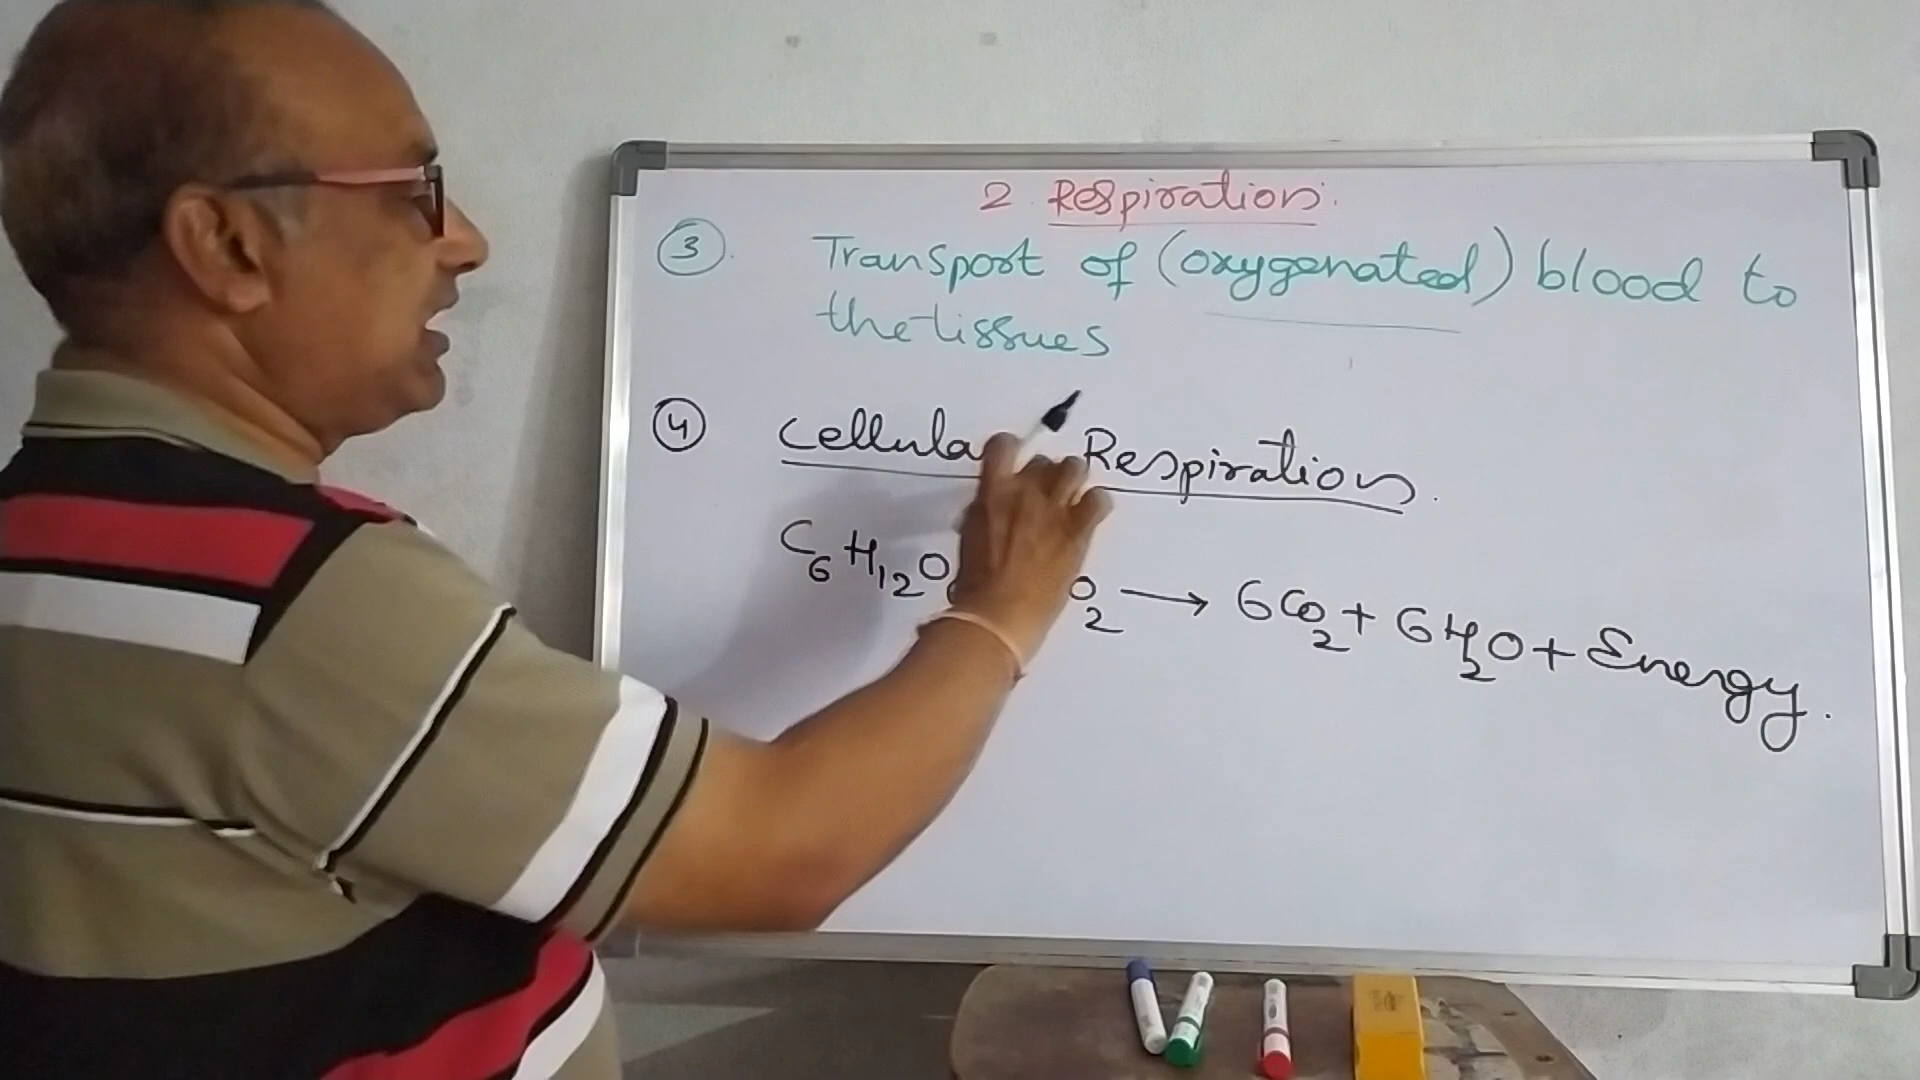 2. Respiration.
3. Transport of (oxygenated) blood to
the tissues
4 Cellula Respiration.
C6H12O O2 → 6CO2 + 6H2O + Energy.